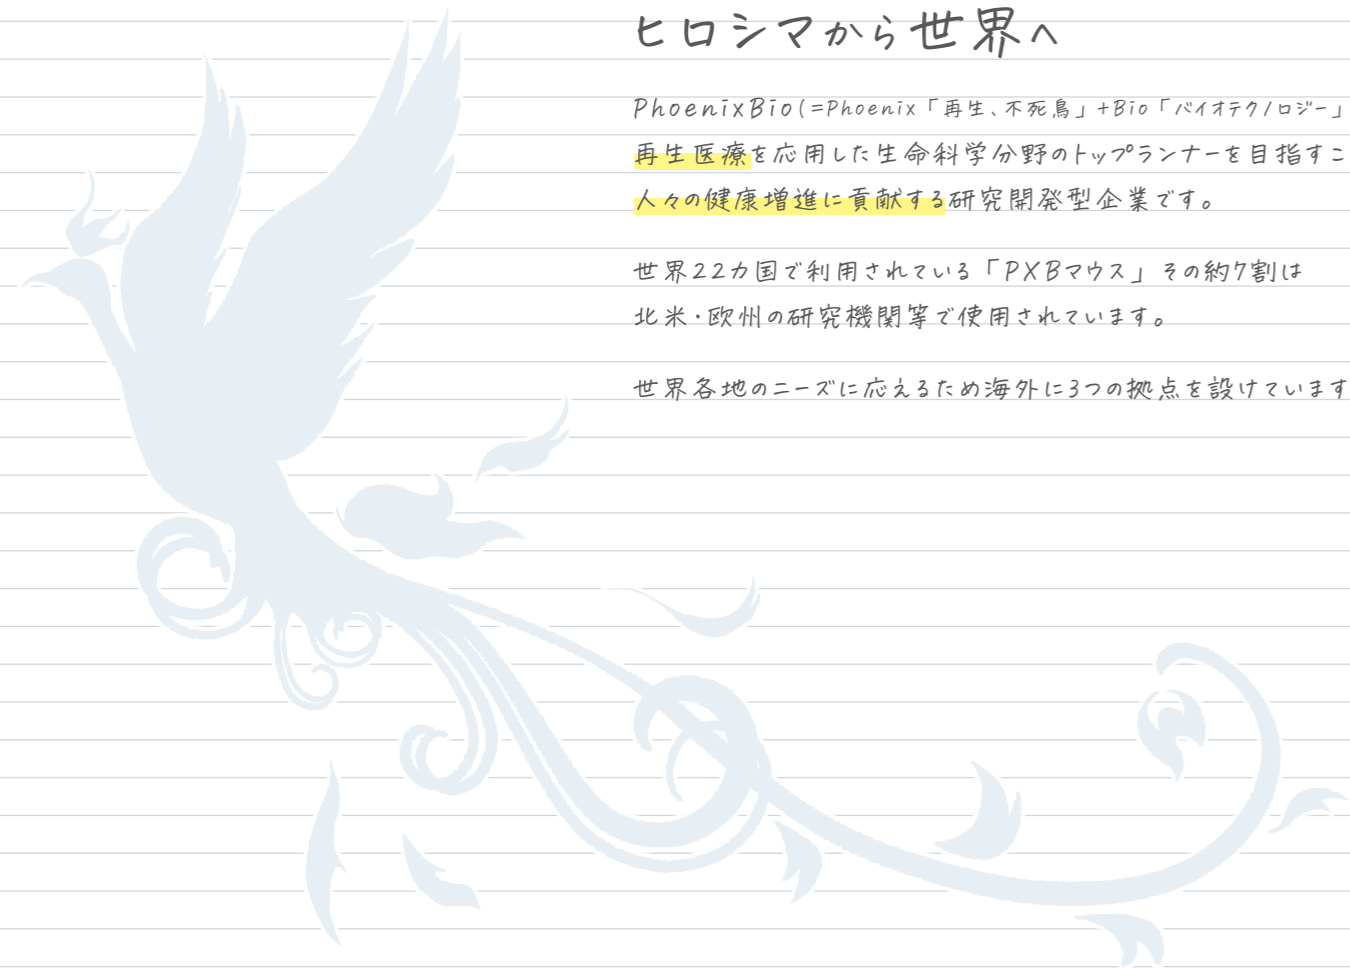 ヒロシマから世界へ
PhoenixBio(=Phoenix「再生、不死鳥」+Bio「バイオテクノロジー」
再生医療を応用した生命科学分野のトップランナーを目指すこ
人々の健康増進に貢献する研究開発型企業です。
世界22カ国で利用されている「PXBマウス」その約7割は
北米・欧州の研究機関等で使用されています。
世界各地のニーズに応えるため海外に3つの拠点を設けています